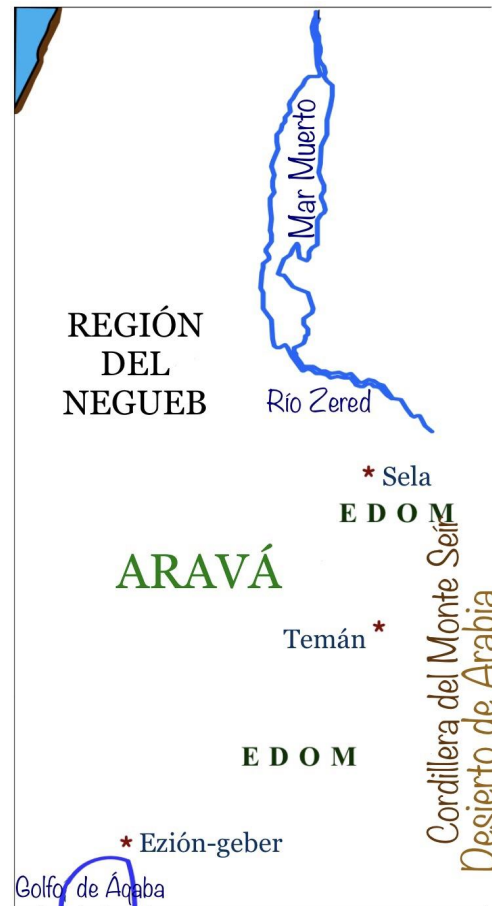 Mar Muerto
REGIÓN
DEL
NEGUEB
Río Zered
* Sela
EDOM
ARAVÁ
Cordillera del Monte Seír
Desierto de Arabia
Temán *
EDOM
* Ezión-geber
Golfo de Áqaba